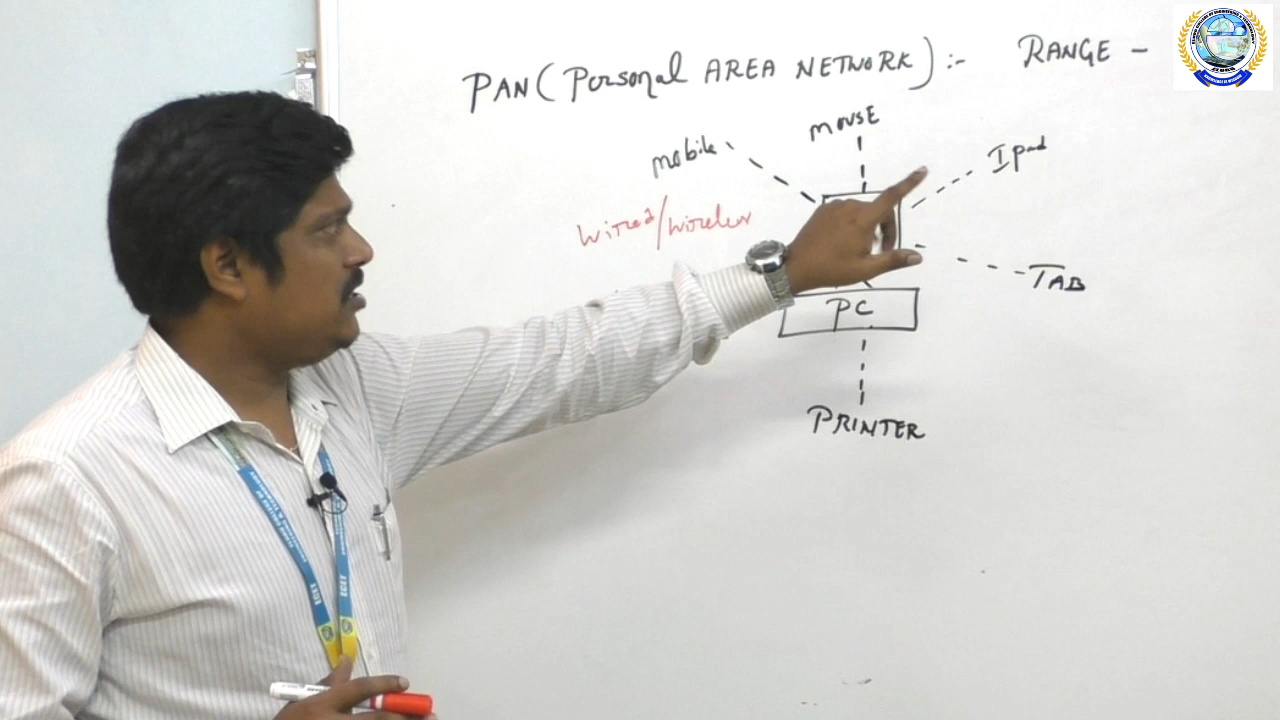 PAN (Personal AREA NETWORK) :- RANGE -
MOUSE
Mobile
Ipad
Wired/Wireless
TAB
PC
PRINTER